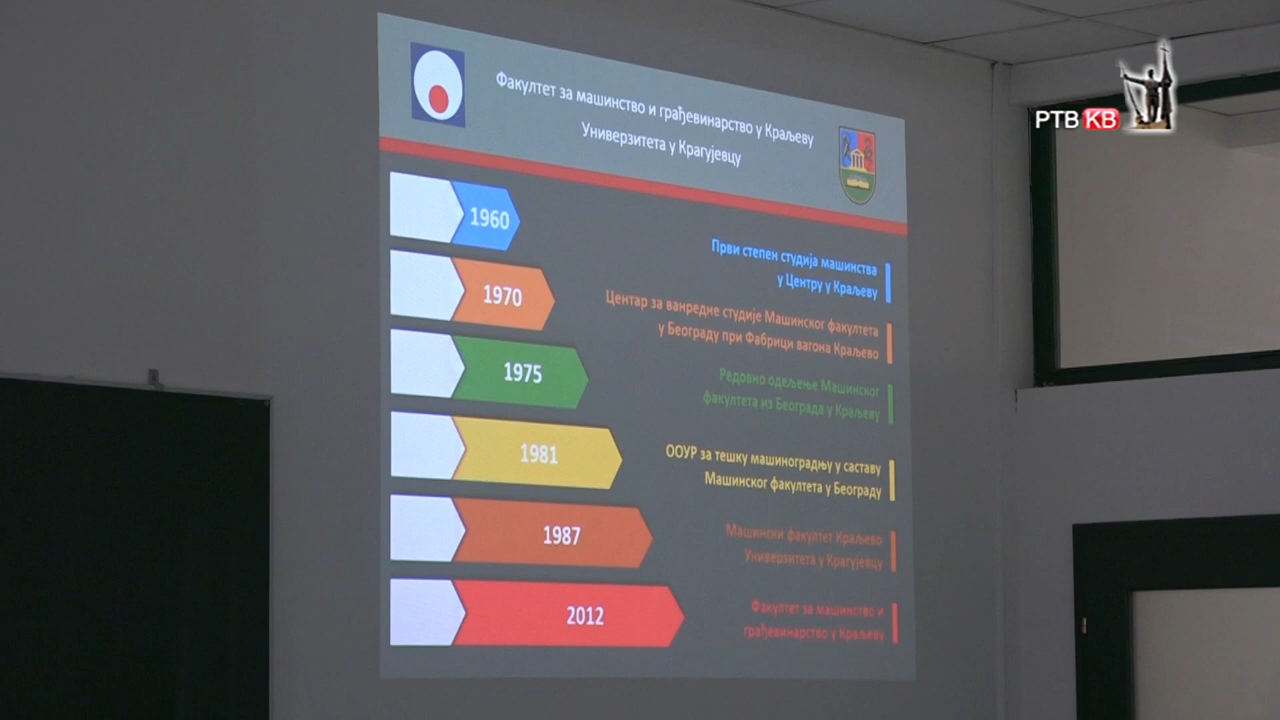 Факултет за машинство и грађевинарство у Краљеву
Универзитета у Крагујевцу
РТВ КВ
1960
Први степен студија машинства
у Центру у Краљеву
1970
Центар за ванредне студије Машинског факултета
у Београду при Фабрици вагона Краљево
1975
Редовно одељење Машинског
факултета из Београда у Краљеву
1981
ООУР за тешку машиноградњу у саставу
Машинског факултета у Београду
1987
Машински факултет Краљево
Универзитета у Крагујевцу
2012
Факултет за машинство и
грађевинарство у Краљеву